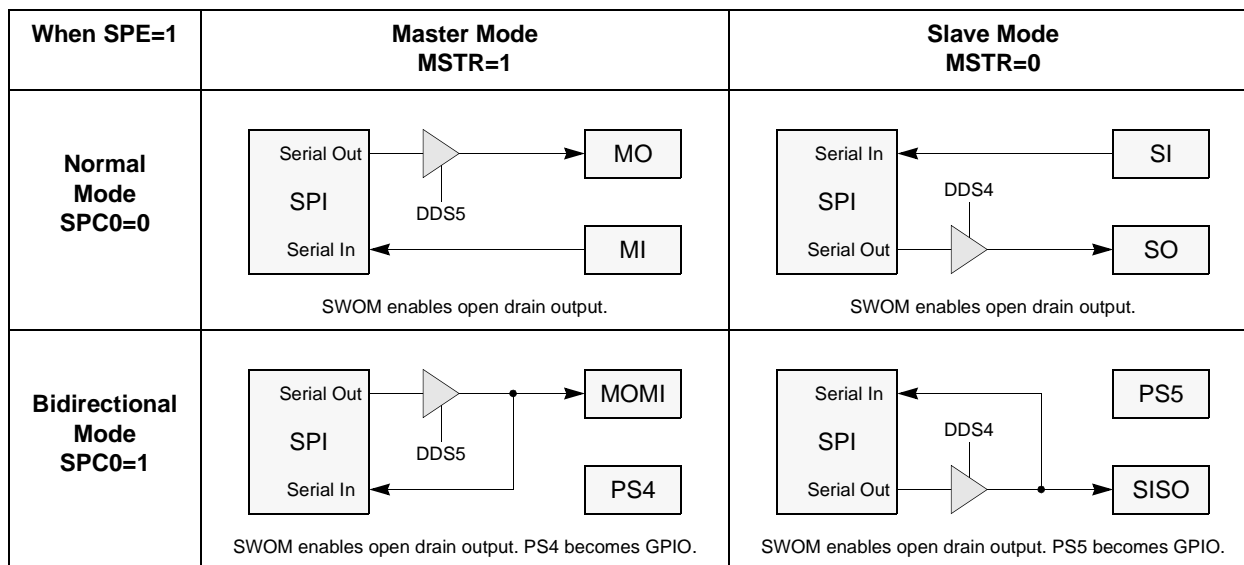 When SPE=1
Master Mode
MSTR=1
Slave Mode
MSTR=0
Normal
Mode
SPC0=0
Serial Out
SPI
Serial In
DDS5
MO
MI
SWOM enables open drain output.
Serial In
SPI
Serial Out
DDS4
SI
SO
SWOM enables open drain output.
Bidirectional
Mode
SPC0=1
Serial Out
SPI
Serial In
DDS5
MOMI
PS4
SWOM enables open drain output. PS4 becomes GPIO.
Serial In
SPI
Serial Out
DDS4
PS5
SISO
SWOM enables open drain output. PS5 becomes GPIO.